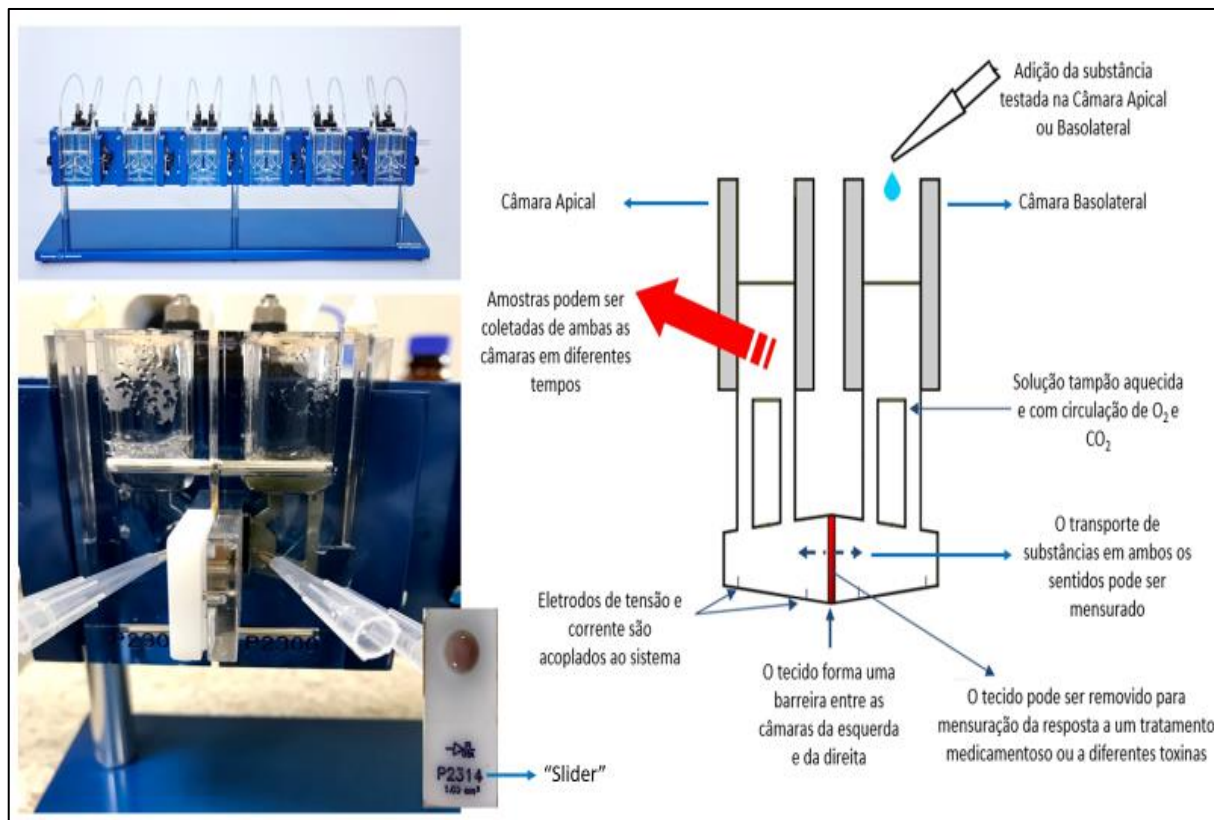 Adição da substância
testada na Câmara Apical
ou Basolateral
Câmara Apical
Câmara Basolateral
Amostras podem ser
coletadas de ambas as
câmaras em diferentes
tempos
Solução tampão aquecida
e com circulação de O₂ e
CO₂
O transporte de
substâncias em ambos os
sentidos pode ser
mensurado
Eletrodos de tensão e
corrente são
acoplados ao sistema
O tecido forma uma
barreira entre as
câmaras da esquerda
e da direita
O tecido pode ser removido para
mensuração da resposta a um tratamento
medicamentoso ou a diferentes toxinas
P2300
P2314
"Slider"